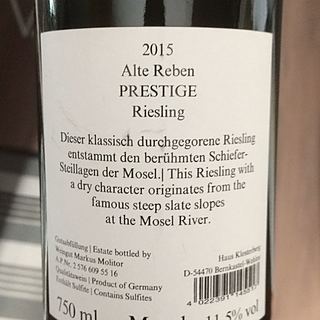 2015
Alte Reben
PRESTIGE
Riesling
Dieser klassisch durchgegorene Riesling
entstammt den berühmten Schiefer-
Steillagen der Mosel.| This Riesling with
a dry character originates from the
famous steep slate slopes
at the Mosel River.
Gutsabfüllung | Estate bottled by
Weingut Markus Molitor
A.P.Nr. 2 576 609 55 16
Qualitätswein | Product of Germany
Enthält Sulfite | Contains Sulfites
Haus Klosterberg
D-54470 Bernkastel-Wehlen
750 ml
11.5% vol